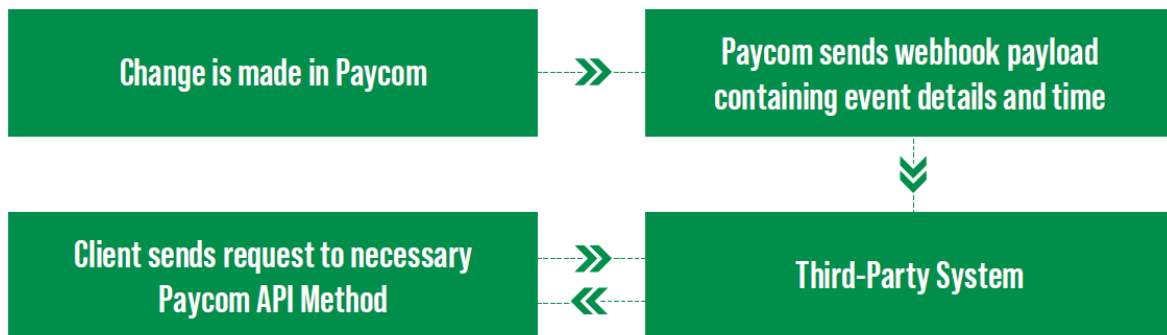 Change is made in Paycom
Paycom sends webhook payload
containing event details and time
Client sends request to necessary
Paycom API Method
Third-Party System